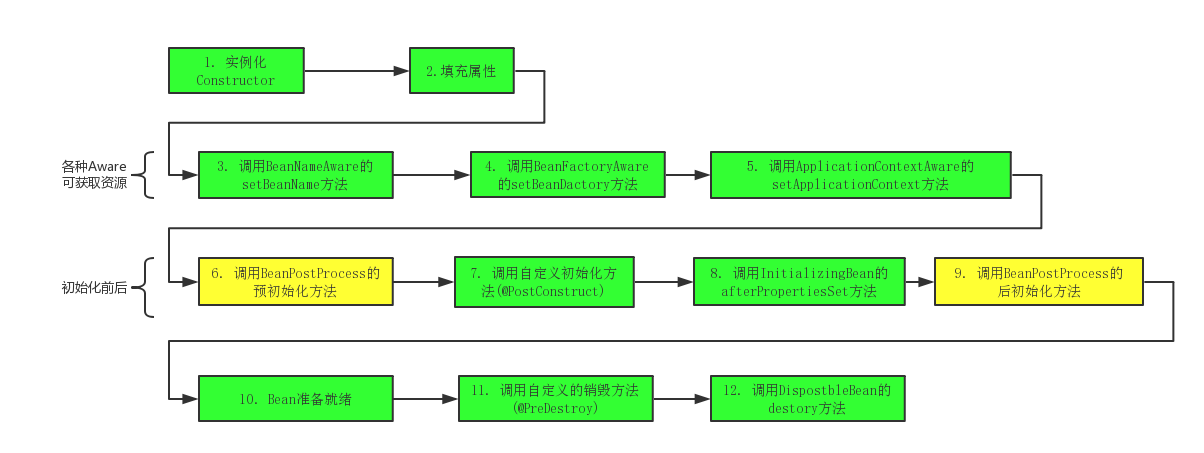 1. 实例化
Constructor
2.填充属性
各种Aware
可获取资源
3. 调用BeanNameAware的
setBeanName方法
4. 调用BeanFactoryAware
的setBeanDactory方法
5. 调用ApplicationContextAware的
setApplicationContext方法
初始化前后
6. 调用BeanPostProcess的
预初始化方法
7. 调用自定义初始化方
法(@PostConstruct)
8. 调用InitializingBean的
afterPropertiesSet方法
9. 调用BeanPostProcess的
后初始化方法
10. Bean准备就绪
11. 调用自定义的销毁方法
(@PreDestroy)
12. 调用DispostbleBean的
destory方法